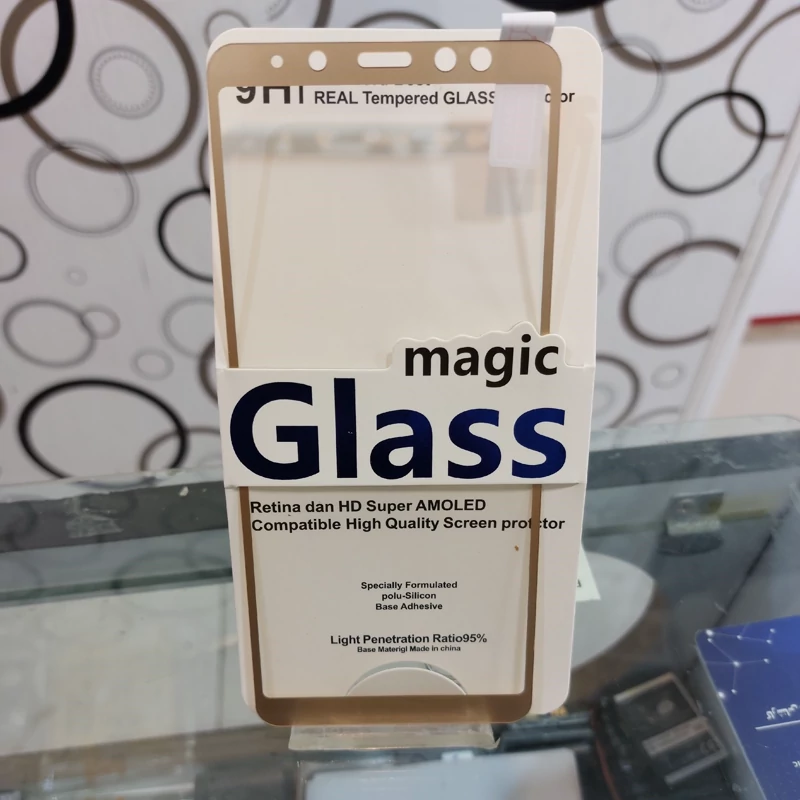 9H
REAL Tempered GLASS
magic
Glass
Retina dan HD Super AMOLED
Compatible High Quality Screen protctor
Specially Formulated
polu-Silicon
Base Adhesive
Light Penetration Ratio95%
Base Materigl Made in china